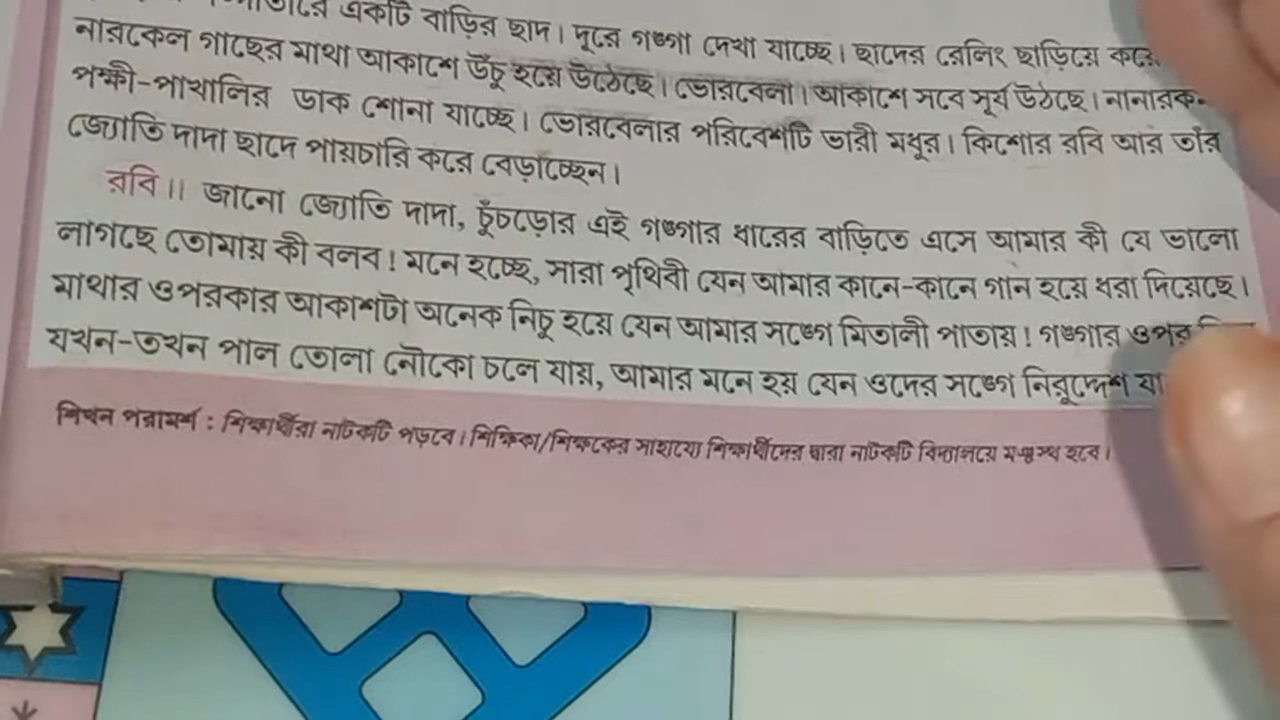 একটি বাড়ির ছাদ। দূরে গঙ্গা দেখা যাচ্ছে। ছাদের রেলিং ছাড়িয়ে
নারকেল গাছের মাথা আকাশে উঁচু হয়ে উঠেছে। ভোরবেলা। আকাশে সবে সূর্য উঠছে।
পক্ষী-পাখালির ডাক শোনা যাচ্ছে। ভোরবেলার পরিবেশটি ভারী মধুর। কিশোর রবি আর তাঁর
জ্যোতি দাদা ছাদে পায়চারি করে বেড়াচ্ছেন।
রবি।। জানো জ্যোতি দাদা, চুঁচড়োর এই গঙ্গার ধারের বাড়িতে এসে আমার কী যে ভালো
লাগছে তোমায় কী বলব! মনে হচ্ছে, সারা পৃথিবী যেন আমার কানে-কানে গান হয়ে ধরা দিয়েছে।
মাথার ওপরকার আকাশটা অনেক নিচু হয়ে যেন আমার সঙ্গে মিতালী পাতায়! গঙ্গার ওপর
যখন-তখন পাল তোলা নৌকো চলে যায়, আমার মনে হয় যেন ওদের সঙ্গে নিরুদ্দেশ
শিখন পরামর্শ : শিক্ষার্থীরা নাটকটি পড়বে। শিক্ষিকা/শিক্ষকের সাহায্যে শিক্ষার্থীদের দ্বারা নাটকটি বিদ্যালয়ে মঞ্চস্থ হবে।